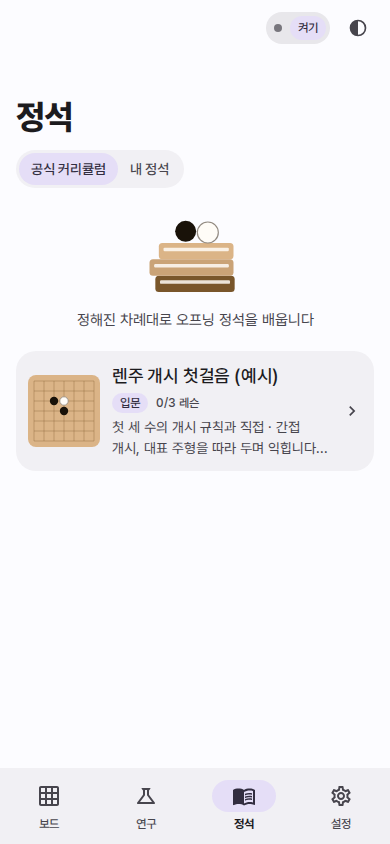 켜기
정석
공식 커리큘럼
내 정석
정해진 차례대로 오프닝 정석을 배웁니다
렌주 개시 첫걸음 (예시)
입문
0/3 레슨
첫 세 수의 개시 규칙과 직접 · 간접
개시, 대표 주형을 따라 두며 익힙니다...
보드
연구
정석
설정